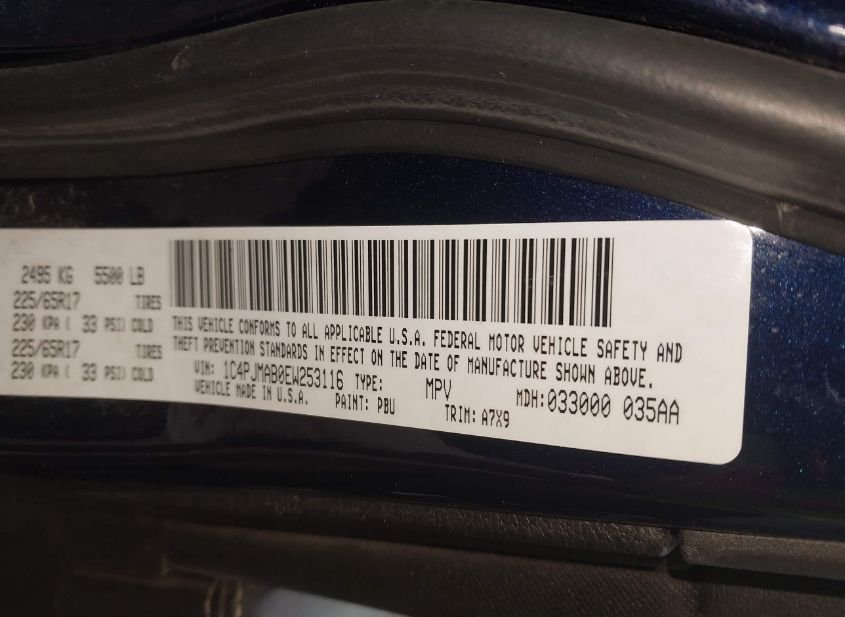 2495 KG 5500 LB
225/65R17 TIRES
230 KPA ( 33 PSI) COLD
225/65R17 TIRES
230 KPA ( 33 PSI) COLD
THIS VEHICLE CONFORMS TO ALL APPLICABLE U.S.A. FEDERAL MOTOR VEHICLE SAFETY AND
THEFT PREVENTION STANDARDS IN EFFECT ON THE DATE OF MANUFACTURE SHOWN ABOVE.
VIN: 1C4PJMAB0EW253116 TYPE: MPV MDH:033000 035AA
VEHICLE MADE IN U.S.A. PAINT: PBU TRIM: A7X9